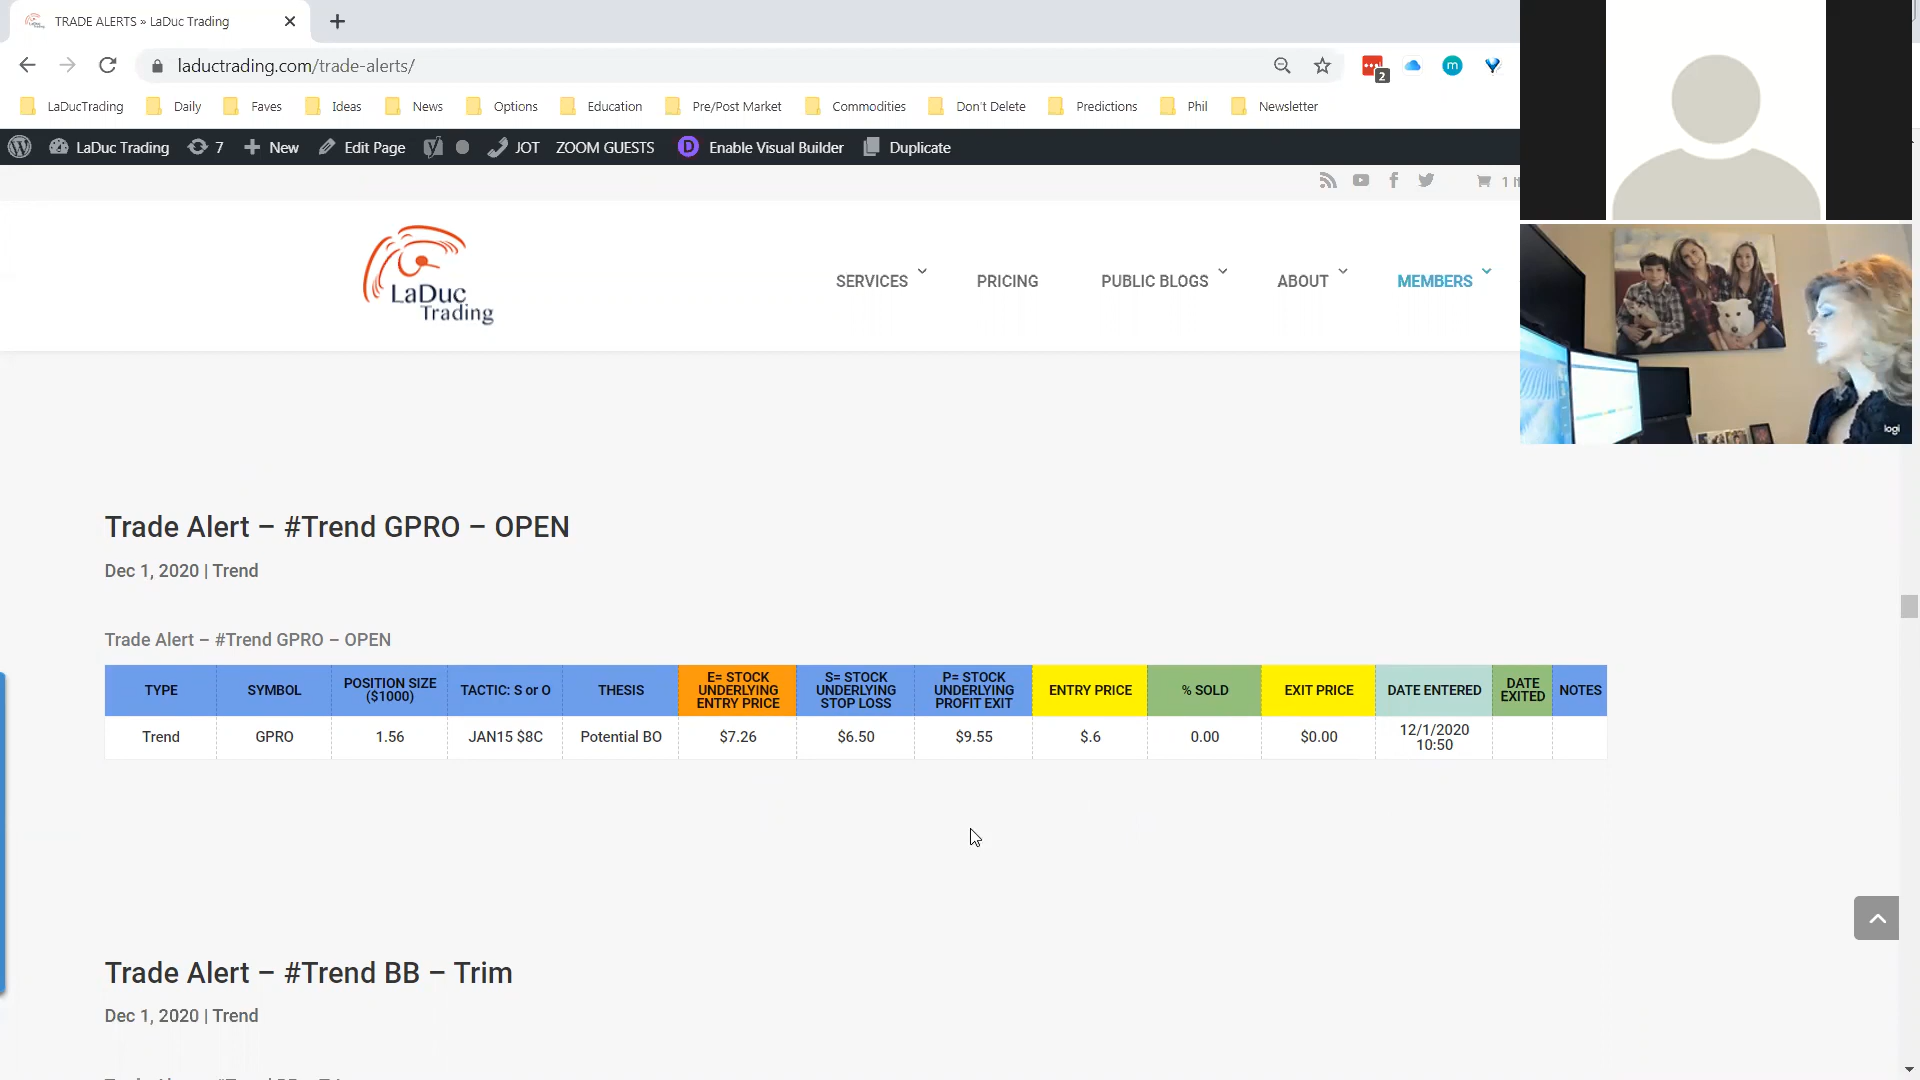 TRADE ALERTS » LaDuc Trading
laductrading.com/trade-alerts/
2
m
LaDucTrading Daily Faves Ideas News Options Education Pre/Post Market Commodities Don't Delete Predictions Phil Newsletter
LaDuc Trading 7 New Edit Page JOT ZOOM GUESTS D Enable Visual Builder Duplicate
1
LaDuc
Trading
SERVICES PRICING PUBLIC BLOGS ABOUT MEMBERS
logi
Trade Alert – #Trend GPRO – OPEN
Dec 1, 2020 | Trend
Trade Alert – #Trend GPRO – OPEN
TYPE SYMBOL POSITION SIZE ($1000) TACTIC: S or O THESIS E= STOCK UNDERLYING ENTRY PRICE S= STOCK UNDERLYING STOP LOSS P= STOCK UNDERLYING PROFIT EXIT ENTRY PRICE % SOLD EXIT PRICE DATE ENTERED DATE EXITED NOTES
Trend GPRO 1.56 JAN15 $8C Potential BO $7.26 $6.50 $9.55 $.6 0.00 $0.00 12/1/2020 10:50
Trade Alert – #Trend BB – Trim
Dec 1, 2020 | Trend